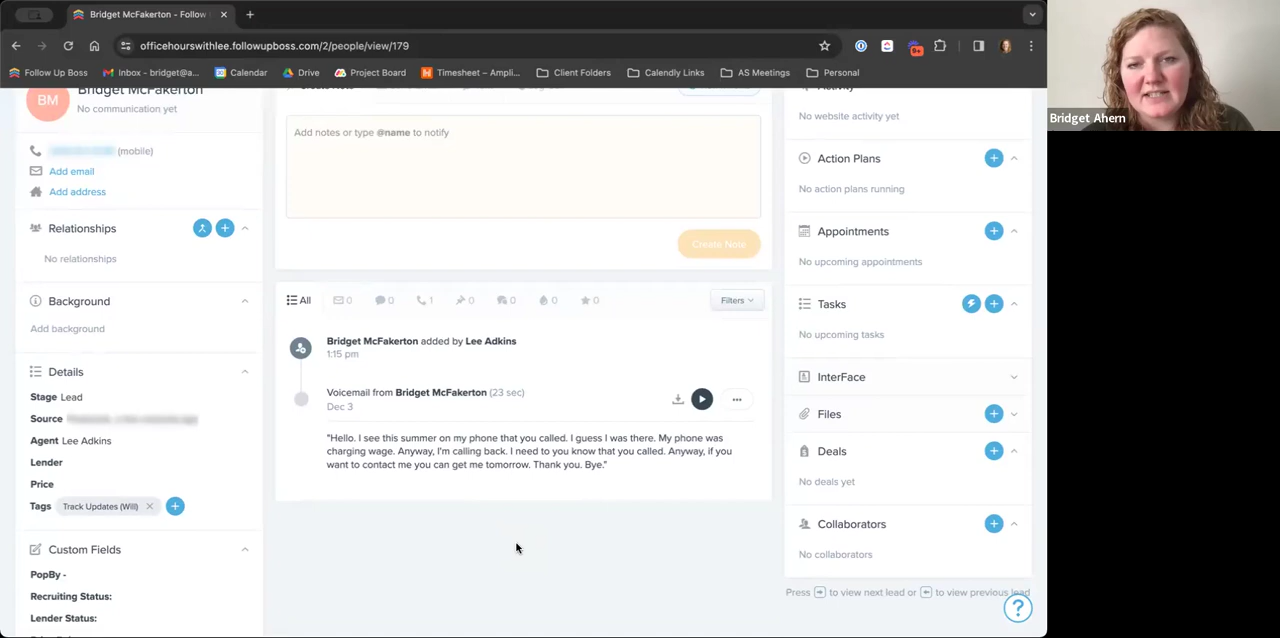 Bridget McFakerton - Follow
officehourswithlee.followupboss.com/2/people/view/179
9+
Follow Up Boss
Inbox - bridget@a...
Calendar
Drive
Project Board
Timesheet – Ampli...
Client Folders
Calendly Links
AS Meetings
Personal
Bridget Ahern
BM
Bridget McFakerton
No communication yet
(mobile)
Add email
Add address
Relationships
No relationships
Background
Add background
Details
Stage Lead
Source
Agent Lee Adkins
Lender
Price
Tags Track Updates (Will)
Custom Fields
PopBy -
Recruiting Status:
Lender Status:
Create Note
Add notes or type @name to notify
Create Note
All 0 0 1 0 0 0 0
Filters
Bridget McFakerton added by Lee Adkins
1:15 pm
Voicemail from Bridget McFakerton (23 sec)
Dec 3
"Hello. I see this summer on my phone that you called. I guess I was there. My phone was
charging wage. Anyway, I'm calling back. I need to you know that you called. Anyway, if you
want to contact me you can get me tomorrow. Thank you. Bye."
Activity
No website activity yet
Action Plans
No action plans running
Appointments
No upcoming appointments
Tasks
No upcoming tasks
InterFace
Files
Deals
No deals yet
Collaborators
No collaborators
Press to view next lead or to view previous lead
?